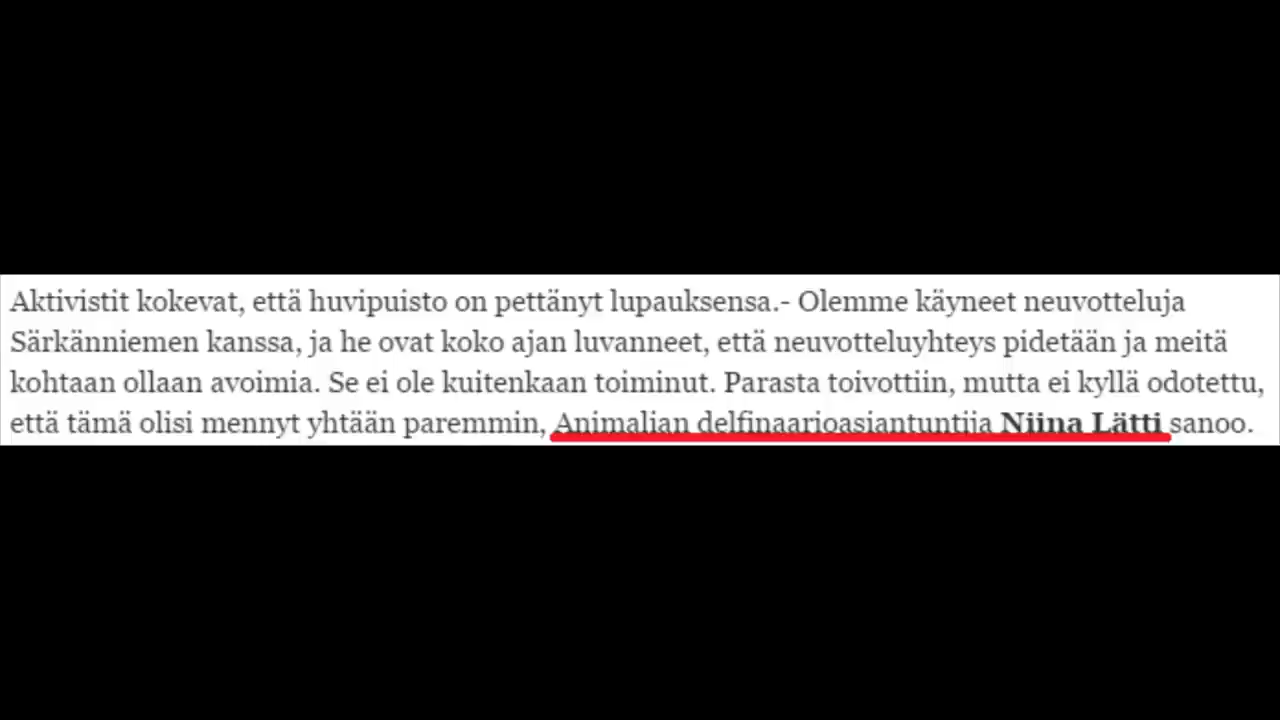 Aktivistit kokevat, että huvipuisto on pettänyt lupauksensa.- Olemme käyneet neuvotteluja
Särkänniemen kanssa, ja he ovat koko ajan luvanneet, että neuvotteluyhteys pidetään ja meitä
kohtaan ollaan avoimia. Se ei ole kuitenkaan toiminut. Parasta toivottiin, mutta ei kyllä odotettu,
että tämä olisi mennyt yhtään paremmin, Animalian delfinaarioasiantuntija Niina Lätti sanoo.